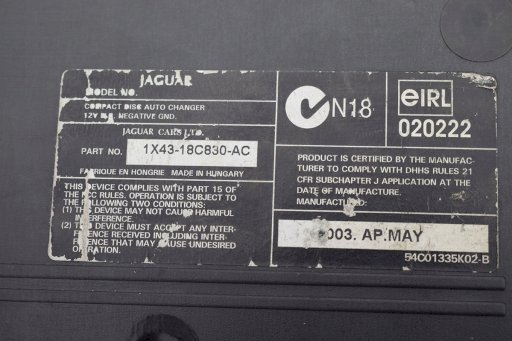 JAGUAR
MODEL NO.
COMPACT DISC AUTO CHANGER
12V NEGATIVE GND.
JAGUAR CARS LTD.
PART NO. 1X43-18C830-AC
FABRIQUE EN HONGRIE MADE IN HUNGARY
THIS DEVICE COMPLIES WITH PART 15 OF
THE FCC RULES. OPERATION IS SUBJECT TO
THE FOLLOWING TWO CONDITIONS:
(1) THIS DEVICE MAY NOT CAUSE HARMFUL
INTERFERENCE.
(2) THIS DEVICE MUST ACCEPT ANY INTER-
FERENCE RECEIVED INCLUDING INTER-
FERENCE THAT MAY CAUSE UNDESIRED
OPERATION.
N18
eIRL
020222
PRODUCT IS CERTIFIED BY THE MANUFAC-
TURER TO COMPLY WITH DHHS RULES 21
CFR SUBCHAPTER J APPLICATION AT THE
DATE OF MANUFACTURE.
MANUFACTURED:
003. AP.MAY
54C01335K02-B